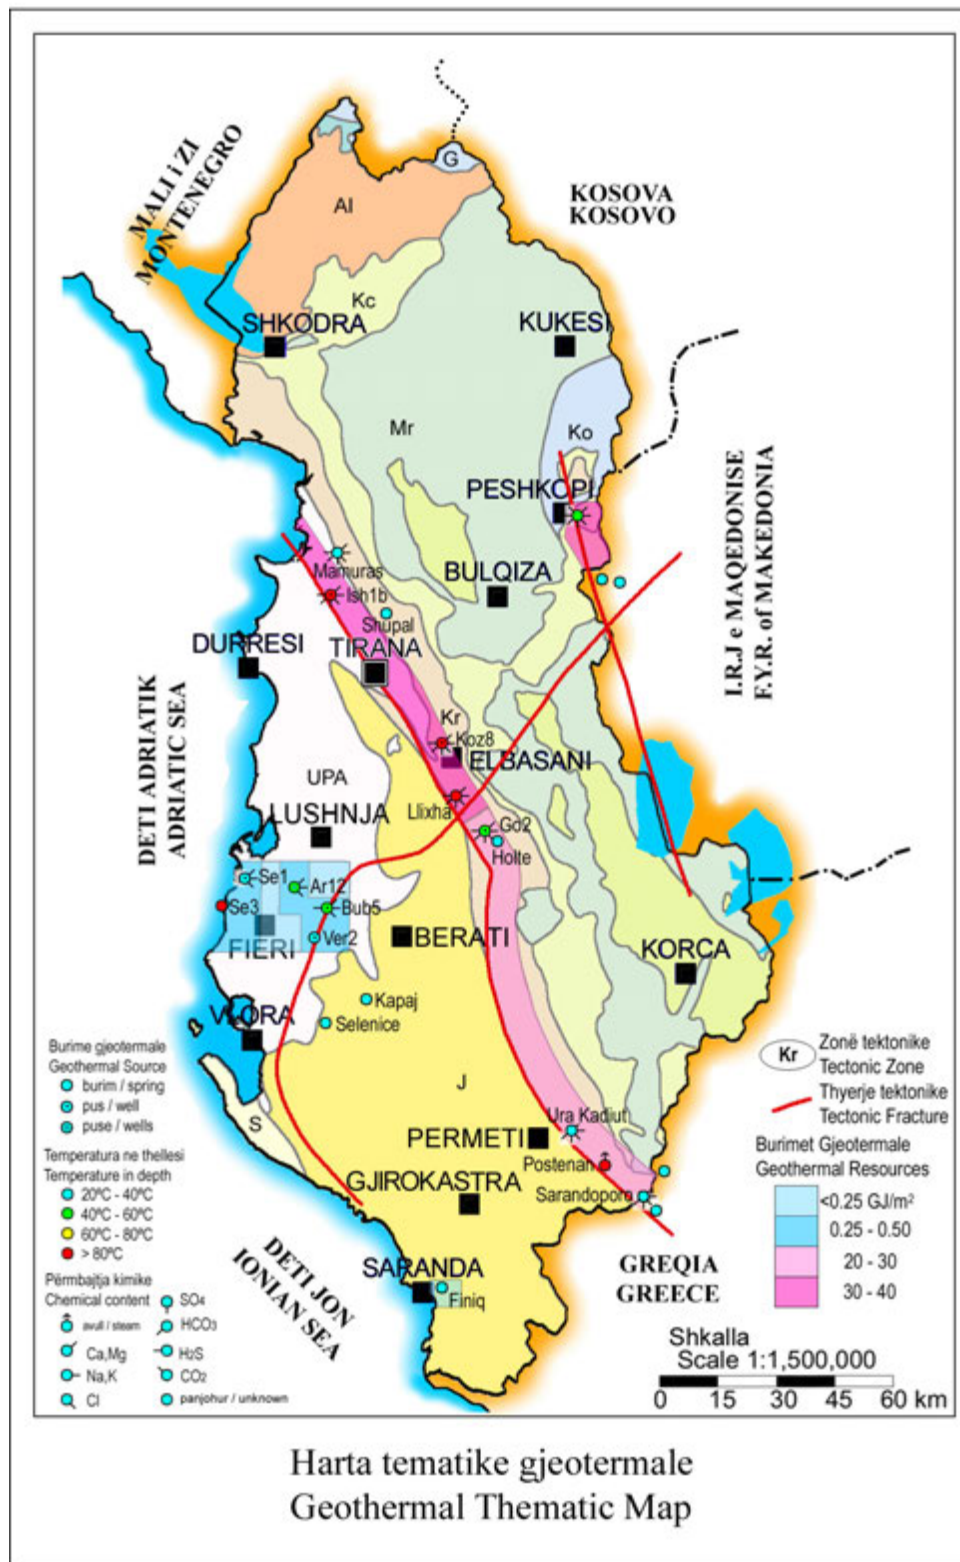 MALI i ZI
MONTENEGRO
KOSOVA
KOSOVO
G
Al
Kc
SHKODRA
KUKESI
Mr
Ko
PESHKOPI
I.R.J e MAQEDONISE
F.Y.R. of MAKEDONIA
Mamuras
Ish1b
BULQIZA
Shupal
DURRESI
TIRANA
DETI ADRIATIK
ADRIATIC SEA
Kr
Koz8
ELBASANI
UPA
LUSHNJA
Llixha
Go2
Holte
Se1
Ar12
Se3
Bub5
FIERI
Ver2
BERATI
KORCA
Kapaj
VLORA
Selenice
J
S
Ura Kadiut
PERMETI
Postenan
GJIROKASTRA
Sarandoporo
DETI JON
IONIAN SEA
SARANDA
Finiq
GREQIA
GREECE
Burime gjeotermale
Geothermal Source
burim / spring
pus / well
puse / wells
Temperatura ne thellesi
Temperature in depth
20ºC - 40ºC
40ºC - 60ºC
60ºC - 80ºC
> 80ºC
Përmbajtja kimike
Chemical content
avull / steam
Ca,Mg
Na,K
Cl
SO4
HCO3
H2S
CO2
panjohur / unknown
Kr
Zonë tektonike
Tectonic Zone
Thyerje tektonike
Tectonic Fracture
Burimet Gjeotermale
Geothermal Resources
<0.25 GJ/m²
0.25 - 0.50
20 - 30
30 - 40
Shkalla
Scale 1:1,500,000
0 15 30 45 60 km
Harta tematike gjeotermale
Geothermal Thematic Map